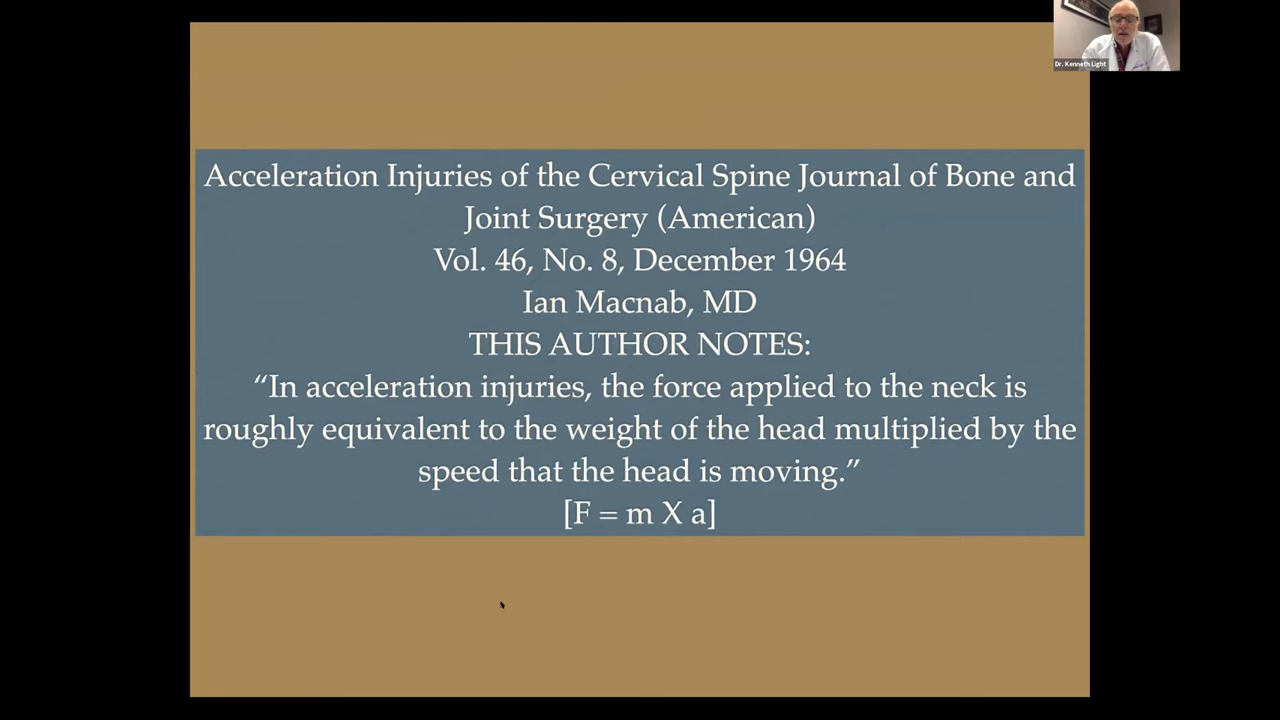 Dr. Kenneth Light
Acceleration Injuries of the Cervical Spine Journal of Bone and
Joint Surgery (American)
Vol. 46, No. 8, December 1964
Ian Macnab, MD
THIS AUTHOR NOTES:
“In acceleration injuries, the force applied to the neck is
roughly equivalent to the weight of the head multiplied by the
speed that the head is moving.”
[F = m X a]